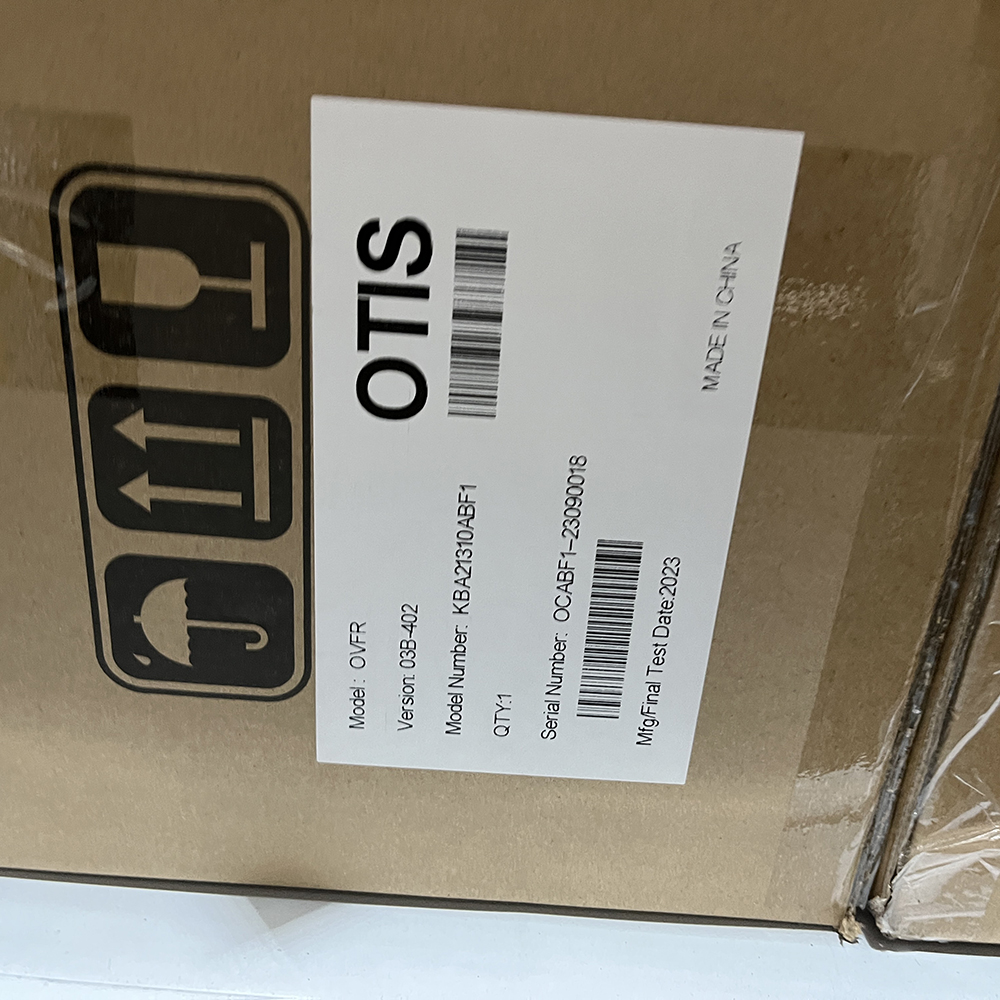 OTIS
Model: OVFR
Version: 03B-402
Model Number: KBA21310ABF1
QTY:1
Serial Number: OCABF1-23090018
Mfg/Final Test Date:2023
MADE IN CHINA